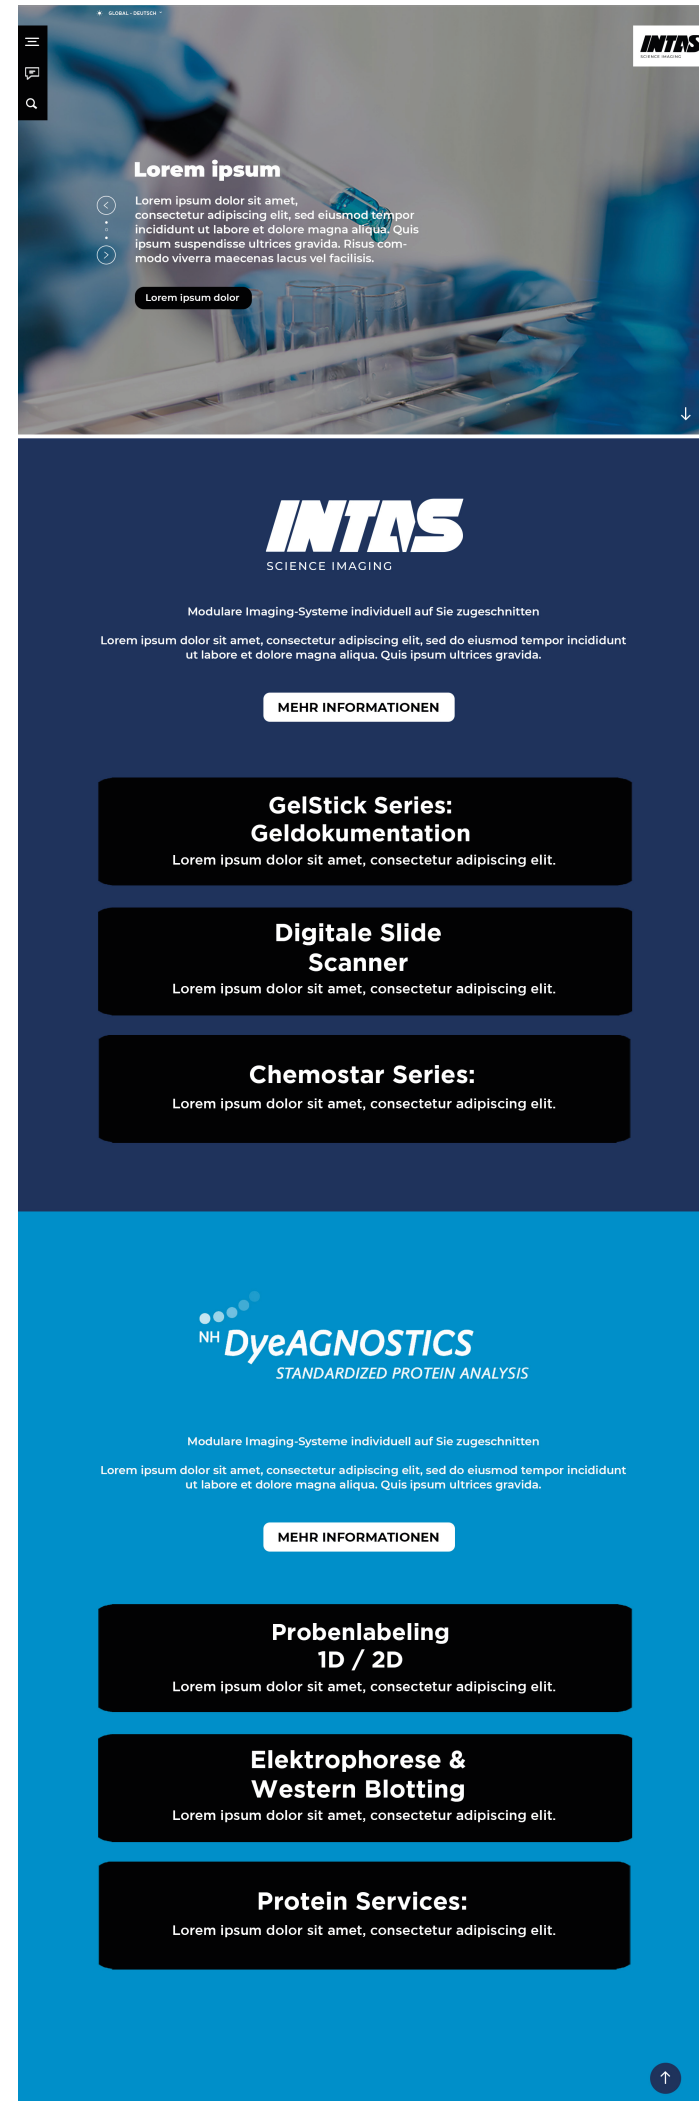 GLOBAL - DEUTSCH
INTAS
SCIENCE IMAGING
Lorem ipsum
Lorem ipsum dolor sit amet,
consectetur adipiscing elit, sed eiusmod tempor
incididunt ut labore et dolore magna aliqua. Quis
ipsum suspendisse ultrices gravida. Risus com-
modo viverra maecenas lacus vel facilisis.
Lorem ipsum dolor
INTAS
SCIENCE IMAGING
Modulare Imaging-Systeme individuell auf Sie zugeschnitten
Lorem ipsum dolor sit amet, consectetur adipiscing elit, sed do eiusmod tempor incididunt
ut labore et dolore magna aliqua. Quis ipsum ultrices gravida.
MEHR INFORMATIONEN
GelStick Series:
Geldokumentation
Lorem ipsum dolor sit amet, consectetur adipiscing elit.
Digitale Slide
Scanner
Lorem ipsum dolor sit amet, consectetur adipiscing elit.
Chemostar Series:
Lorem ipsum dolor sit amet, consectetur adipiscing elit.
NH DyeAGNOSTICS
STANDARDIZED PROTEIN ANALYSIS
Modulare Imaging-Systeme individuell auf Sie zugeschnitten
Lorem ipsum dolor sit amet, consectetur adipiscing elit, sed do eiusmod tempor incididunt
ut labore et dolore magna aliqua. Quis ipsum ultrices gravida.
MEHR INFORMATIONEN
Probenlabeling
1D / 2D
Lorem ipsum dolor sit amet, consectetur adipiscing elit.
Elektrophorese &
Western Blotting
Lorem ipsum dolor sit amet, consectetur adipiscing elit.
Protein Services:
Lorem ipsum dolor sit amet, consectetur adipiscing elit.